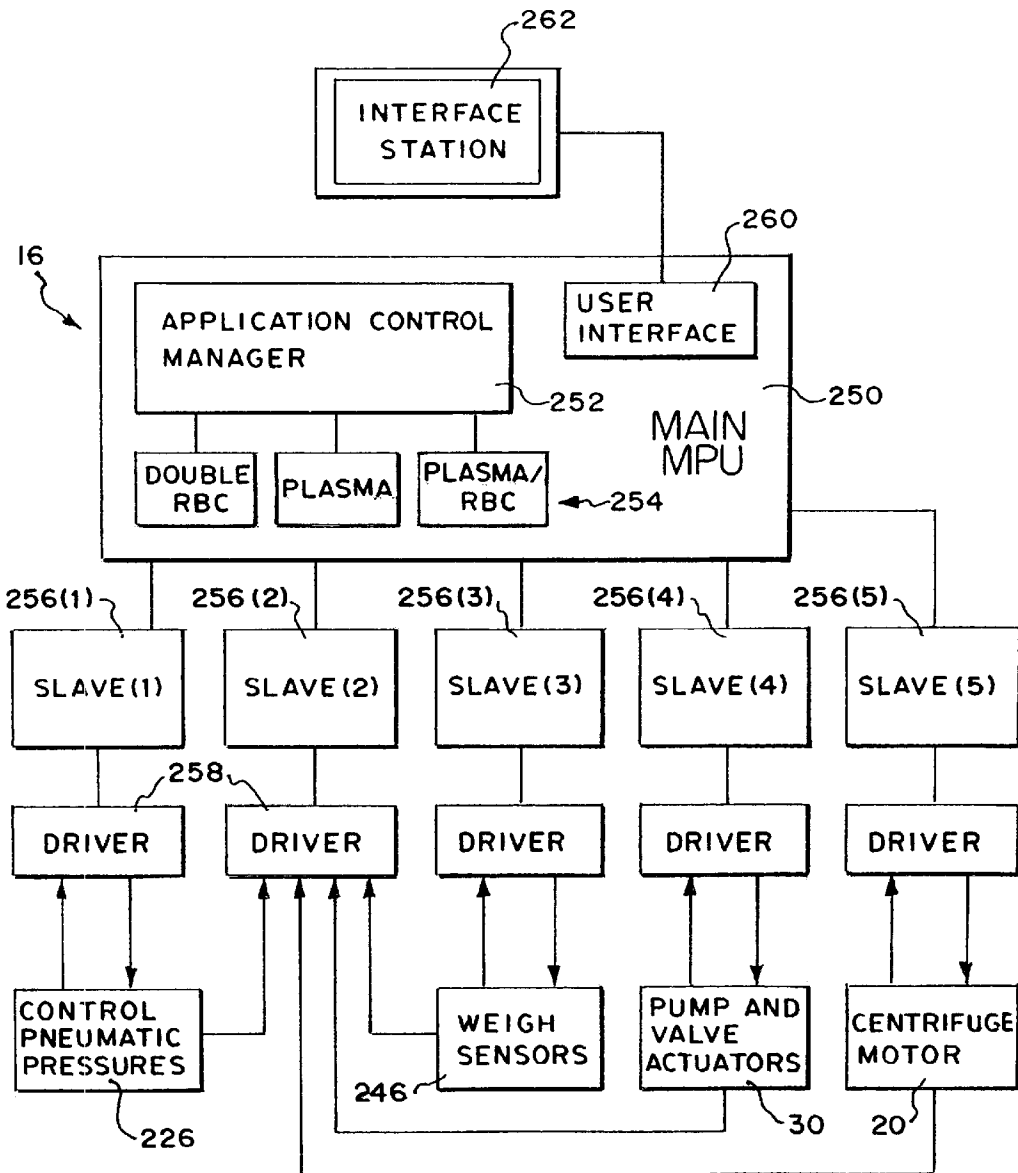 262
INTERFACE
STATION
260
16
APPLICATION CONTROL
MANAGER
USER
INTERFACE
252
250
MAIN
MPU
DOUBLE
RBC
PLASMA
PLASMA/
RBC
254
256(1)
256(2)
256(3)
256(4)
256(5)
SLAVE(1)
SLAVE(2)
SLAVE(3)
SLAVE(4)
SLAVE(5)
258
DRIVER
DRIVER
DRIVER
DRIVER
DRIVER
CONTROL
PNEUMATIC
PRESSURES
WEIGH
SENSORS
PUMP AND
VALVE
ACTUATORS
CENTRIFUGE
MOTOR
226
246
30
20